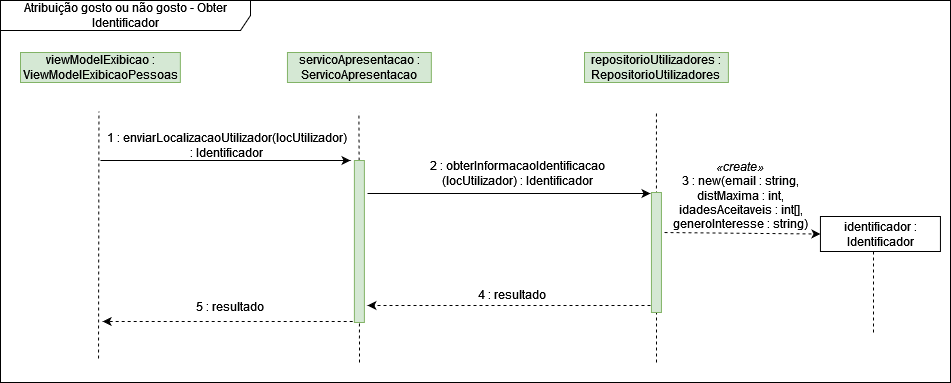 Atribuição gosto ou não gosto - Obter
Identificador
viewModelExibicao :
ViewModelExibicaoPessoas
servicoApresentacao :
ServicoApresentacao
repositorioUtilizadores :
RepositorioUtilizadores
1 : enviarLocalizacaoUtilizador(locUtilizador)
: Identificador
2 : obterInformacaoIdentificacao
(locUtilizador) : Identificador
«create»
3 : new(email : string,
distMaxima : int,
idadesAceitaveis : int[],
generoInteresse : string)
identificador :
Identificador
4 : resultado
5 : resultado